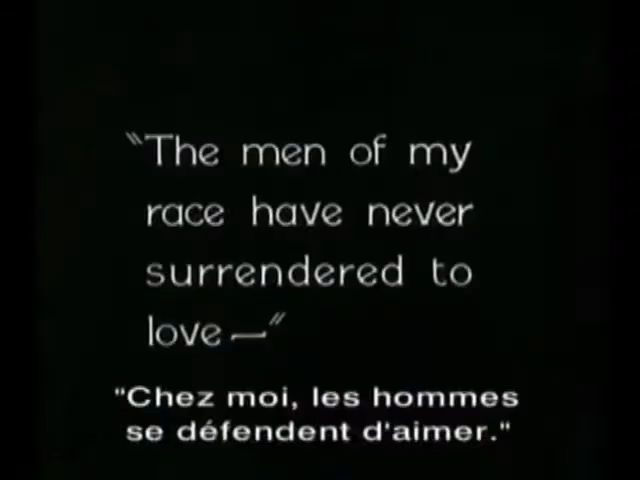 "The men of my
race have never
surrendered to
love—"
"Chez moi, les hommes
se défendent d'aimer."